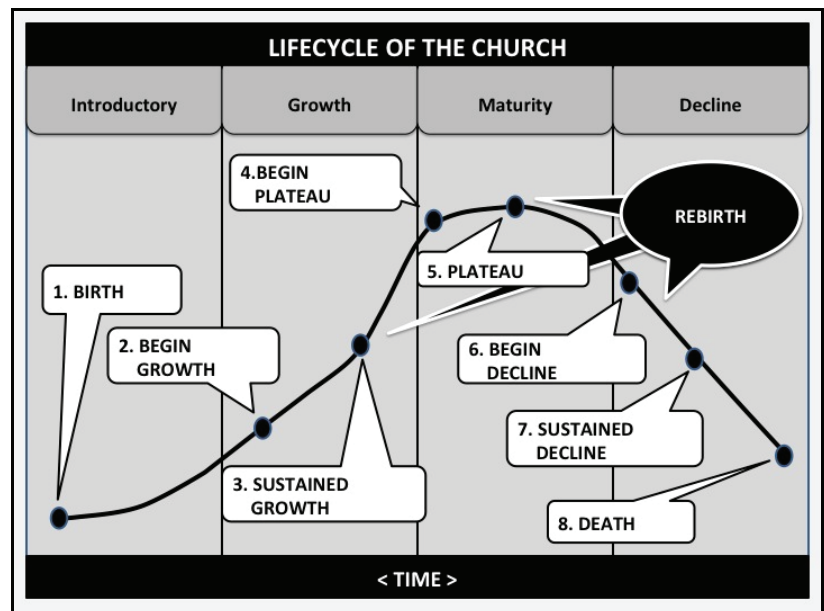 LIFECYCLE OF THE CHURCH
Introductory
Growth
Maturity
Decline
4.BEGIN
PLATEAU
REBIRTH
5. PLATEAU
1. BIRTH
2. BEGIN
GROWTH
6. BEGIN
DECLINE
7. SUSTAINED
DECLINE
3. SUSTAINED
GROWTH
8. DEATH
< TIME >